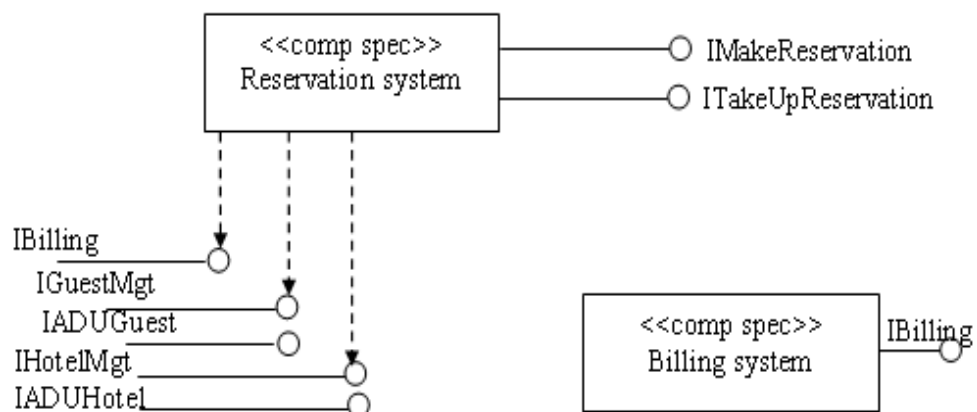 <<comp spec>>
Reservation system
IMakeReservation
ITakeUpReservation
IBilling
IGuestMgt
IADUGuest
IHotelMgt
IADUHotel
<<comp spec>>
Billing system
IBilling